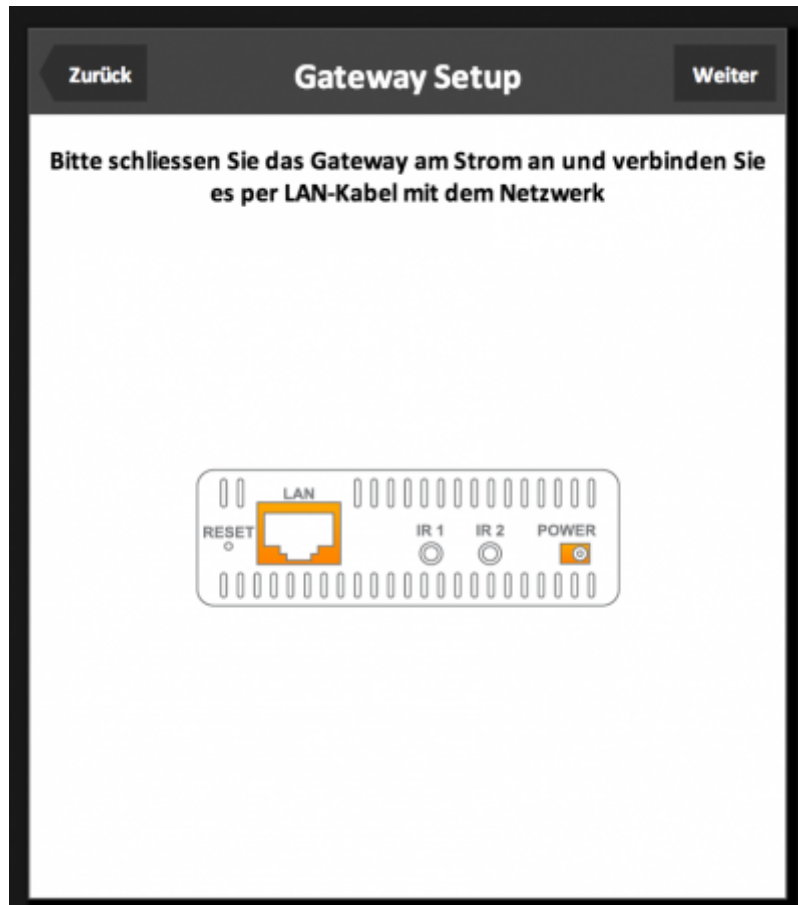 Zurück
Gateway Setup
Weiter
Bitte schliessen Sie das Gateway am Strom an und verbinden Sie
es per LAN-Kabel mit dem Netzwerk
LAN
RESET
IR 1
IR 2
POWER